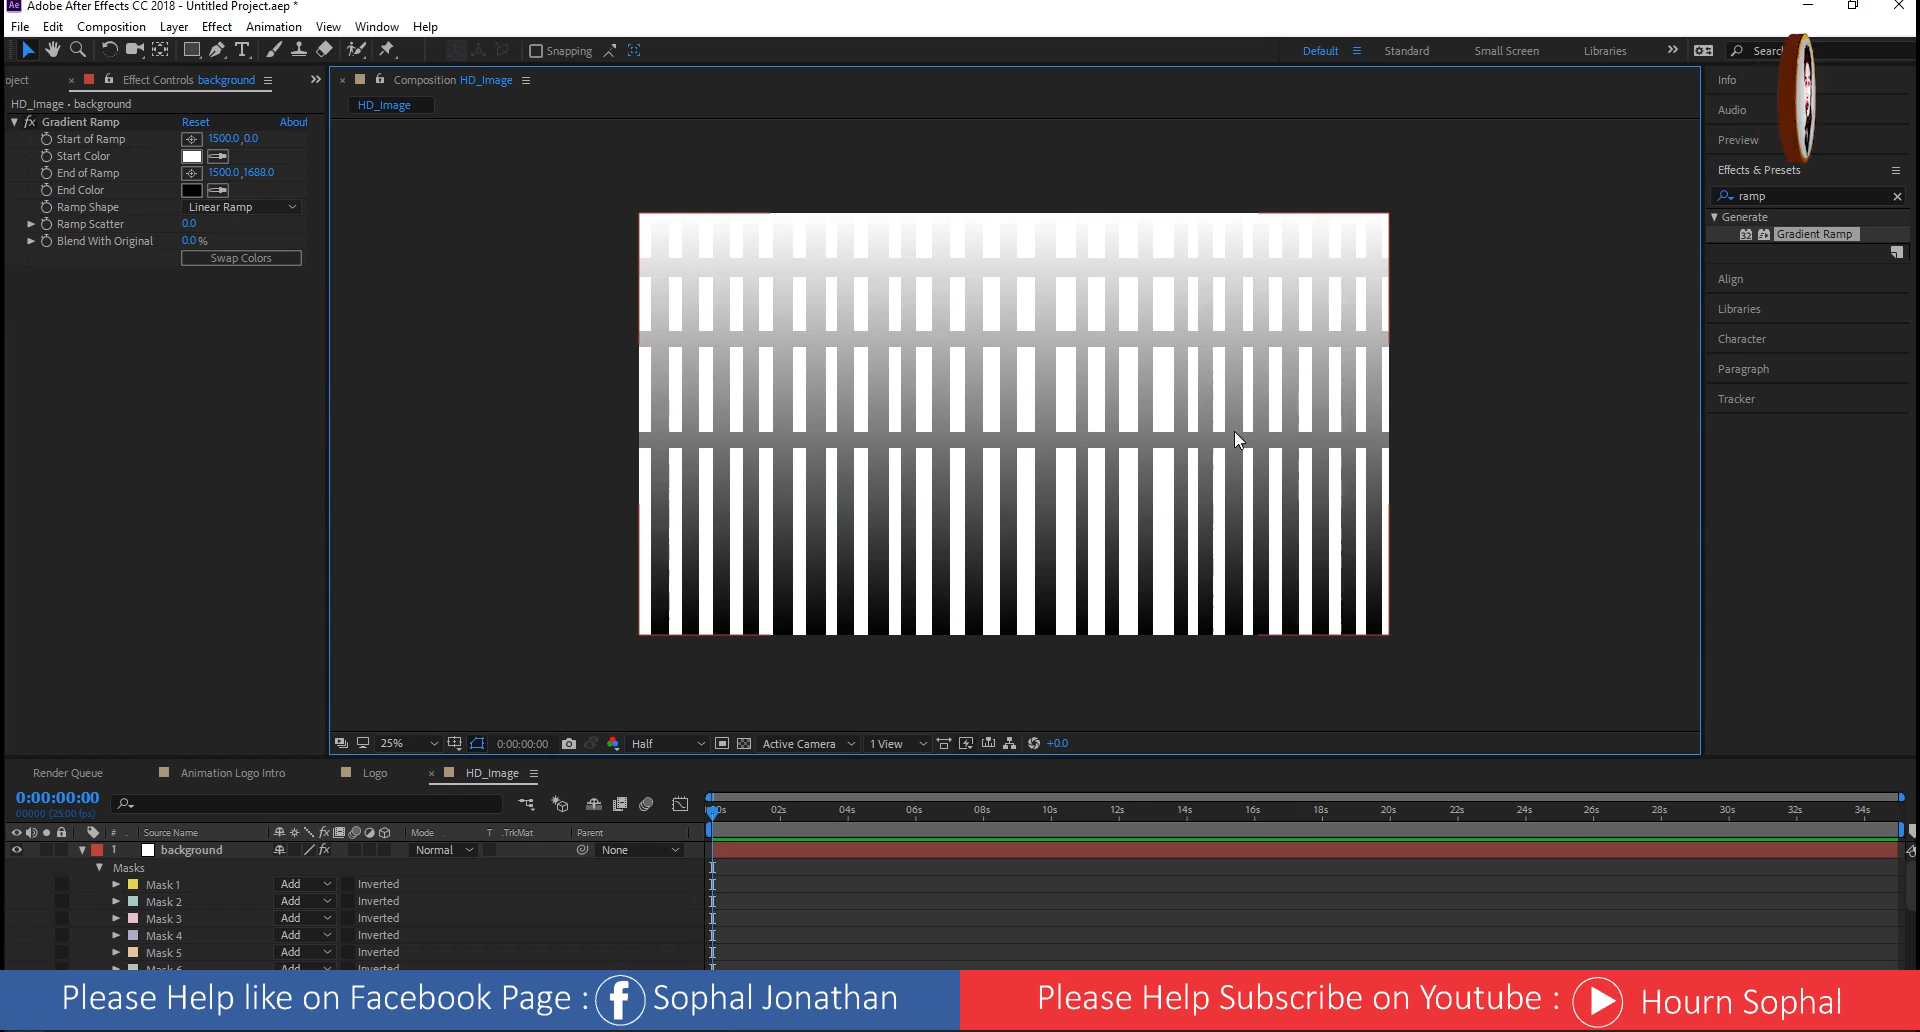 Adobe After Effects CC 2018 - Untitled Project.aep *
File Edit Composition Layer Effect Animation View Window Help
Snapping Default Standard Small Screen Libraries
oject Effect Controls background Composition HD_Image Info
HD_Image • background HD_Image Audio
fx Gradient Ramp Reset Preview
Start of Ramp 1500.0,0.0
Start Color
End of Ramp 1500.0,1688.0 Effects & Presets
End Color ramp
Ramp Shape Linear Ramp
Ramp Scatter 0.0 Generate
Blend With Original 0.0 % 32 Gradient Ramp
Swap Colors
Align
Libraries
Character
Paragraph
Tracker
25% 0:00:00:00 Half Active Camera 1 View +0.0
Render Queue Animation Logo Intro Logo HD_Image
0:00:00:00
00000 (25.00 fps)
02s 04s 06s 08s 10s 12s 14s 16s 18s 20s 22s 24s 26s 28s 30s 32s 34s
# Source Name fx Mode T .TrkMat Parent
1 background fx Normal None
Masks
Mask 1 Add Inverted
Mask 2 Add Inverted
Mask 3 Add Inverted
Mask 4 Add Inverted
Mask 5 Add Inverted
Mask 6 Add Inverted
Please Help like on Facebook Page : f Sophal Jonathan
Please Help Subscribe on Youtube : Hourn Sophal